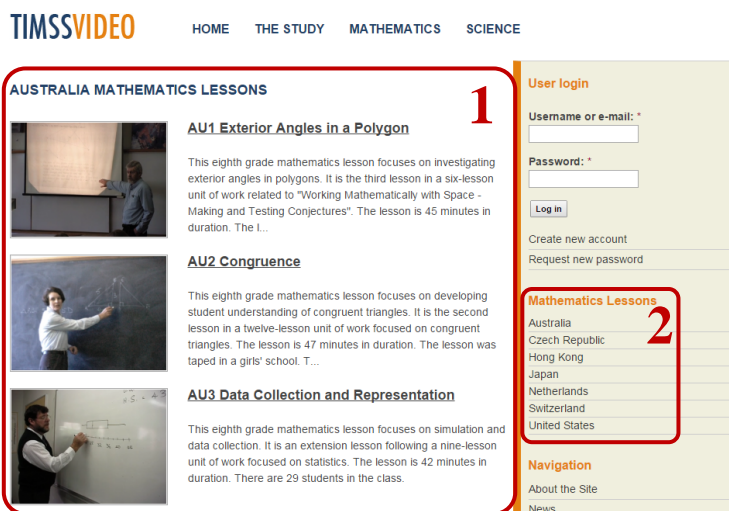 TIMSSVIDEO
HOME THE STUDY MATHEMATICS SCIENCE
AUSTRALIA MATHEMATICS LESSONS
1
AU1 Exterior Angles in a Polygon
This eighth grade mathematics lesson focuses on investigating
exterior angles in polygons. It is the third lesson in a six-lesson
unit of work related to "Working Mathematically with Space -
Making and Testing Conjectures". The lesson is 45 minutes in
duration. The l...
AU2 Congruence
This eighth grade mathematics lesson focuses on developing
student understanding of congruent triangles. It is the second
lesson in a twelve-lesson unit of work focused on congruent
triangles. The lesson is 47 minutes in duration. The lesson was
taped in a girls' school. T...
AU3 Data Collection and Representation
This eighth grade mathematics lesson focuses on simulation and
data collection. It is an extension lesson following a nine-lesson
unit of work focused on statistics. The lesson is 42 minutes in
duration. There are 29 students in the class.
User login
Username or e-mail: *
Password: *
Log in
Create new account
Request new password
Mathematics Lessons
2
Australia
Czech Republic
Hong Kong
Japan
Netherlands
Switzerland
United States
Navigation
About the Site
News